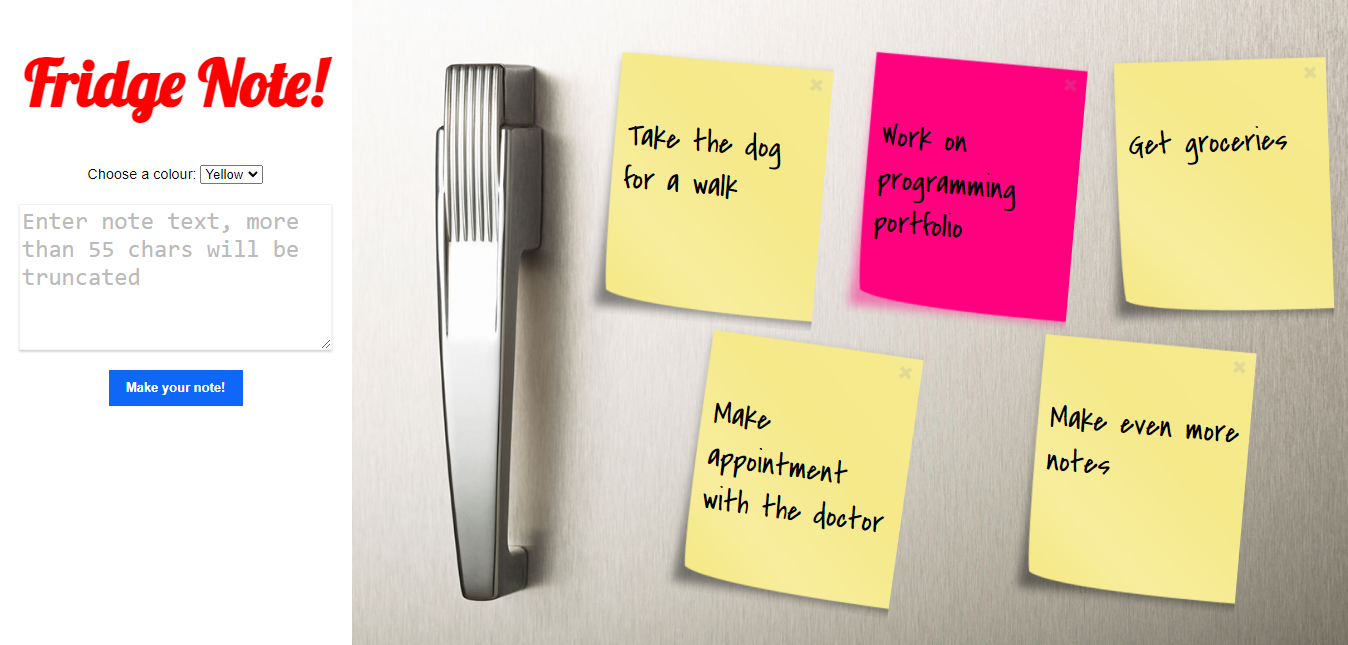 Fridge Note!
Choose a colour: Yellow
Enter note text, more
than 55 chars will be
truncated
Make your note!
Take the dog
for a walk
Work on
programming
portfolio
Get groceries
Make
appointment
with the doctor
Make even more
notes